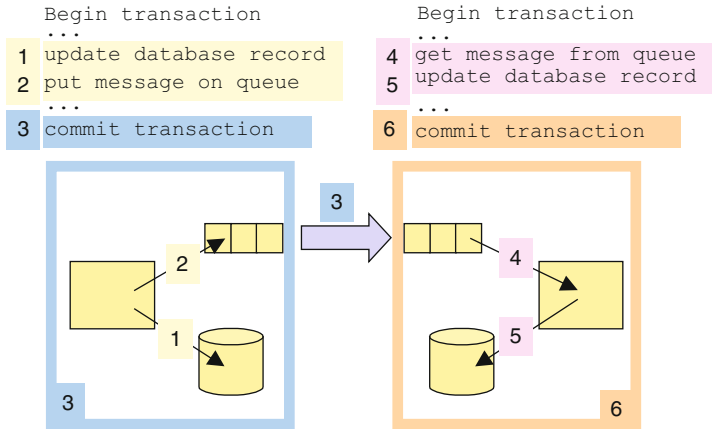 Begin transaction
...
1 update database record
2 put message on queue
...
3 commit transaction
Begin transaction
...
4 get message from queue
5 update database record
...
6 commit transaction
3
2
4
1
5
3
6